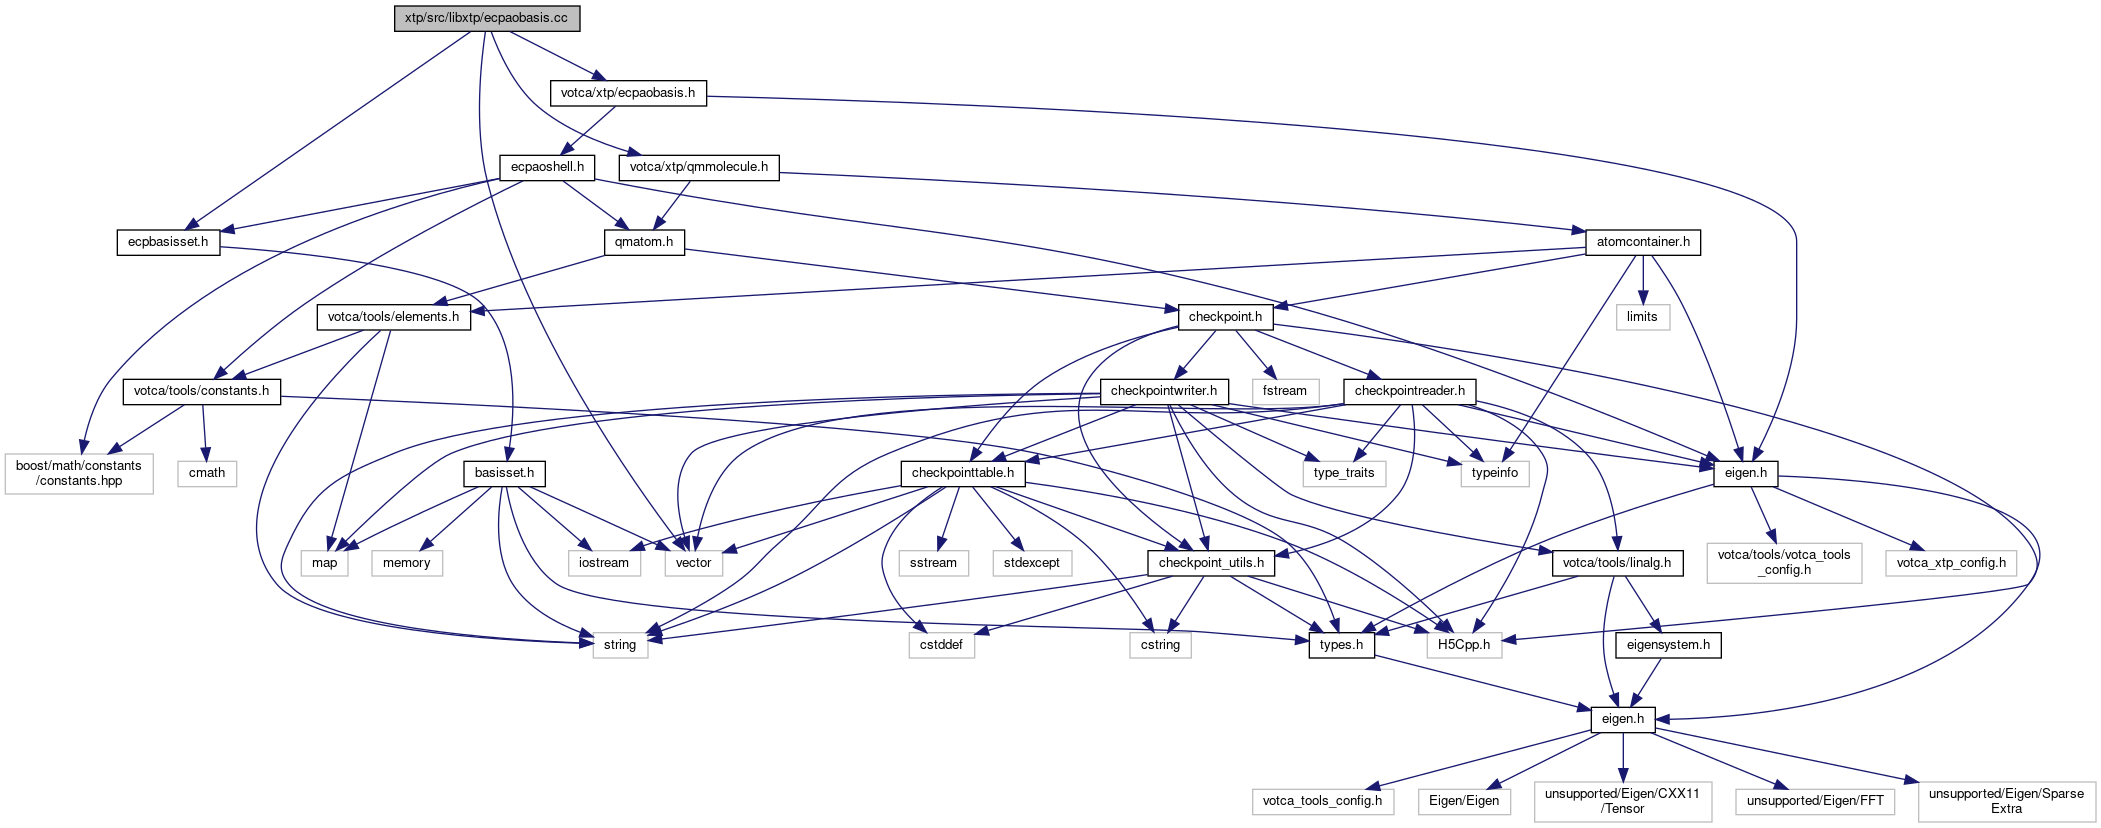 xtp/src/libxtp/ecpaobasis.cc
votca/xtp/ecpaobasis.h
ecpaoshell.h
votca/xtp/qmmolecule.h
ecpbasisset.h
qmatom.h
atomcontainer.h
votca/tools/elements.h
checkpoint.h
limits
votca/tools/constants.h
checkpointwriter.h
fstream
checkpointreader.h
boost/math/constants
/constants.hpp
cmath
basisset.h
checkpointtable.h
type_traits
typeinfo
eigen.h
map
memory
iostream
vector
sstream
stdexcept
checkpoint_utils.h
votca/tools/linalg.h
votca/tools/votca_tools
_config.h
votca_xtp_config.h
string
cstddef
cstring
types.h
H5Cpp.h
eigensystem.h
eigen.h
votca_tools_config.h
Eigen/Eigen
unsupported/Eigen/CXX11
/Tensor
unsupported/Eigen/FFT
unsupported/Eigen/Sparse
Extra